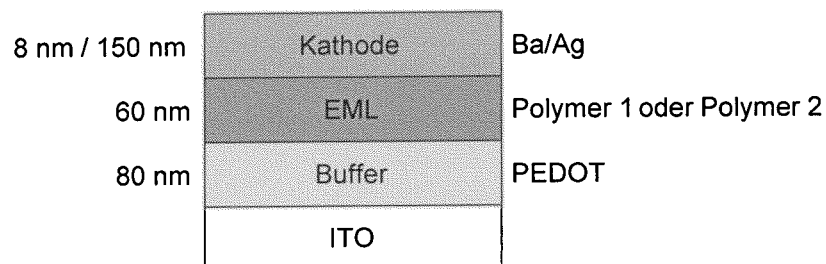 8 nm / 150 nm Kathode Ba/Ag
60 nm EML Polymer 1 oder Polymer 2
80 nm Buffer PEDOT
ITO